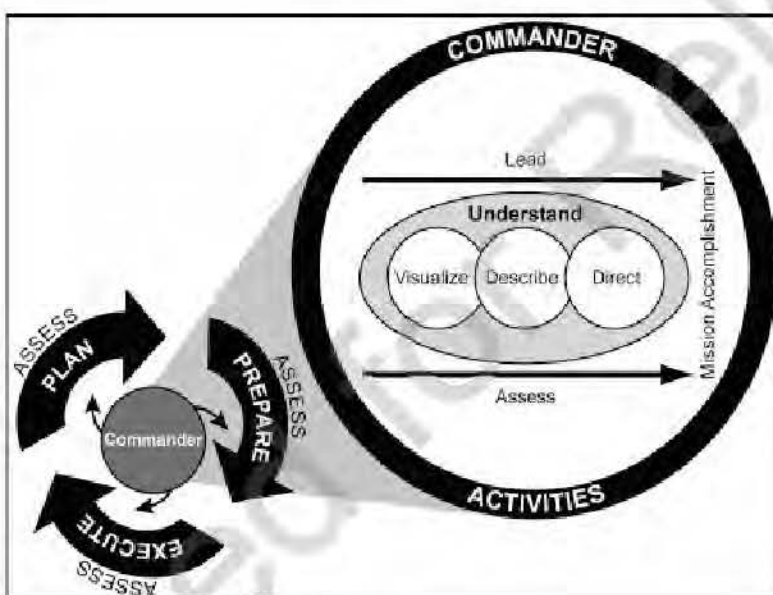 COMMANDER
Lead
Understand
Visualize Describe Direct
Mission Accomplishment
Assess
ACTIVITIES
ASSESS
PLAN
PREPARE
ASSESS
Commander
EXECUTE
ASSESS